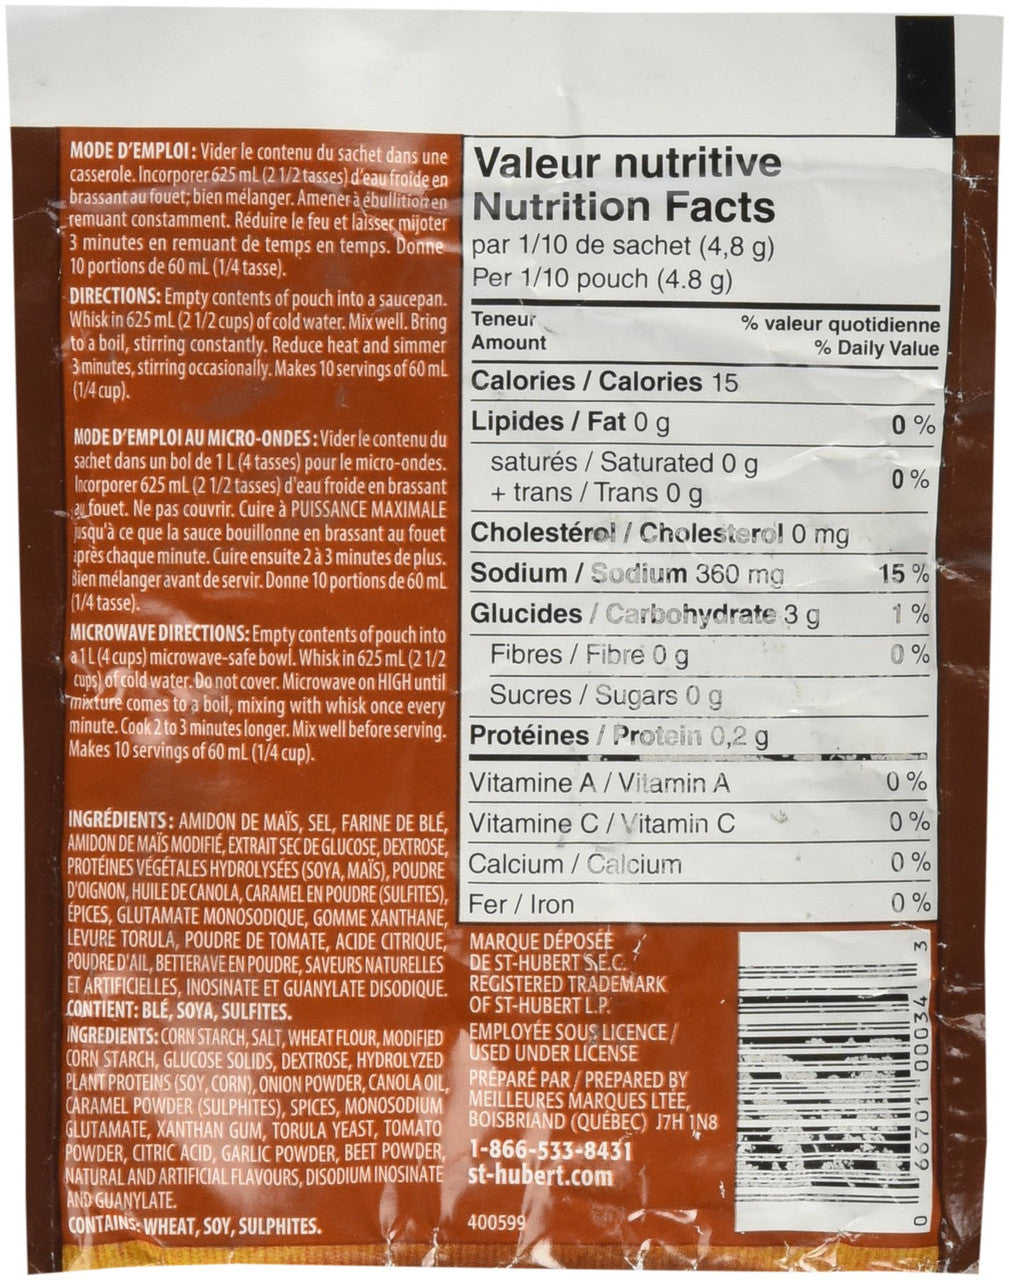 MODE D'EMPLOI : Vider le contenu du sachet dans une
casserole. Incorporer 625 mL (2 1/2 tasses) d'eau froide en
brassant au fouet; bien mélanger. Amener à ébullition en
remuant constamment. Réduire le feu et laisser mijoter
3 minutes en remuant de temps en temps. Donne
10 portions de 60 mL (1/4 tasse).
DIRECTIONS: Empty contents of pouch into a saucepan.
Whisk in 625 mL (2 1/2 cups) of cold water. Mix well. Bring
to a boil, stirring constantly. Reduce heat and simmer
3 minutes, stirring occasionally. Makes 10 servings of 60 mL
(1/4 cup).
MODE D'EMPLOI AU MICRO-ONDES : Vider le contenu du
sachet dans un bol de 1 L (4 tasses) pour le micro-ondes.
Incorporer 625 mL (2 1/2 tasses) d'eau froide en brassant
au fouet. Ne pas couvrir. Cuire à PUISSANCE MAXIMALE
jusqu'à ce que la sauce bouillonne en brassant au fouet
après chaque minute. Cuire ensuite 2 à 3 minutes de plus.
Bien mélanger avant de servir. Donne 10 portions de 60 mL
(1/4 tasse).
MICROWAVE DIRECTIONS: Empty contents of pouch into
a 1 L (4 cups) microwave-safe bowl. Whisk in 625 mL (2 1/2
cups) of cold water. Do not cover. Microwave on HIGH until
mixture comes to a boil, mixing with whisk once every
minute. Cook 2 to 3 minutes longer. Mix well before serving.
Makes 10 servings of 60 mL (1/4 cup).
INGRÉDIENTS : AMIDON DE MAÏS, SEL, FARINE DE BLÉ,
AMIDON DE MAÏS MODIFIÉ, EXTRAIT SEC DE GLUCOSE, DEXTROSE,
PROTÉINES VÉGÉTALES HYDROLYSÉES (SOYA, MAÏS), POUDRE
D'OIGNON, HUILE DE CANOLA, CARAMEL EN POUDRE (SULFITES),
ÉPICES, GLUTAMATE MONOSODIQUE, GOMME XANTHANE,
LEVURE TORULA, POUDRE DE TOMATE, ACIDE CITRIQUE,
POUDRE D'AIL, BETTERAVE EN POUDRE, SAVEURS NATURELLES
ET ARTIFICIELLES, INOSINATE ET GUANYLATE DISODIQUE.
CONTIENT: BLÉ, SOYA, SULFITES.
INGREDIENTS: CORN STARCH, SALT, WHEAT FLOUR, MODIFIED
CORN STARCH, GLUCOSE SOLIDS, DEXTROSE, HYDROLYZED
PLANT PROTEINS (SOY, CORN), ONION POWDER, CANOLA OIL,
CARAMEL POWDER (SULPHITES), SPICES, MONOSODIUM
GLUTAMATE, XANTHAN GUM, TORULA YEAST, TOMATO
POWDER, CITRIC ACID, GARLIC POWDER, BEET POWDER,
NATURAL AND ARTIFICIAL FLAVOURS, DISODIUM INOSINATE
AND GUANYLATE.
CONTAINS: WHEAT, SOY, SULPHITES.
Valeur nutritive
Nutrition Facts
par 1/10 de sachet (4,8 g)
Per 1/10 pouch (4.8 g)
Teneur % valeur quotidienne
Amount % Daily Value
Calories / Calories 15
Lipides / Fat 0 g 0 %
saturés / Saturated 0 g
+ trans / Trans 0 g 0 %
Cholestérol / Cholesterol 0 mg
Sodium / Sodium 360 mg 15 %
Glucides / Carbohydrate 3 g 1 %
Fibres / Fibre 0 g 0 %
Sucres / Sugars 0 g
Protéines / Protein 0,2 g
Vitamine A / Vitamin A 0 %
Vitamine C / Vitamin C 0 %
Calcium / Calcium 0 %
Fer / Iron 0 %
MARQUE DÉPOSÉE
DE ST-HUBERT S.E.C.
REGISTERED TRADEMARK
OF ST-HUBERT L.P.
EMPLOYÉE SOUS LICENCE /
USED UNDER LICENSE
PRÉPARÉ PAR / PREPARED BY
MEILLEURES MARQUES LTÉE,
BOISBRIAND (QUÉBEC) J7H 1N8
1-866-533-8431
st-hubert.com
400599
0 66701 00034 3